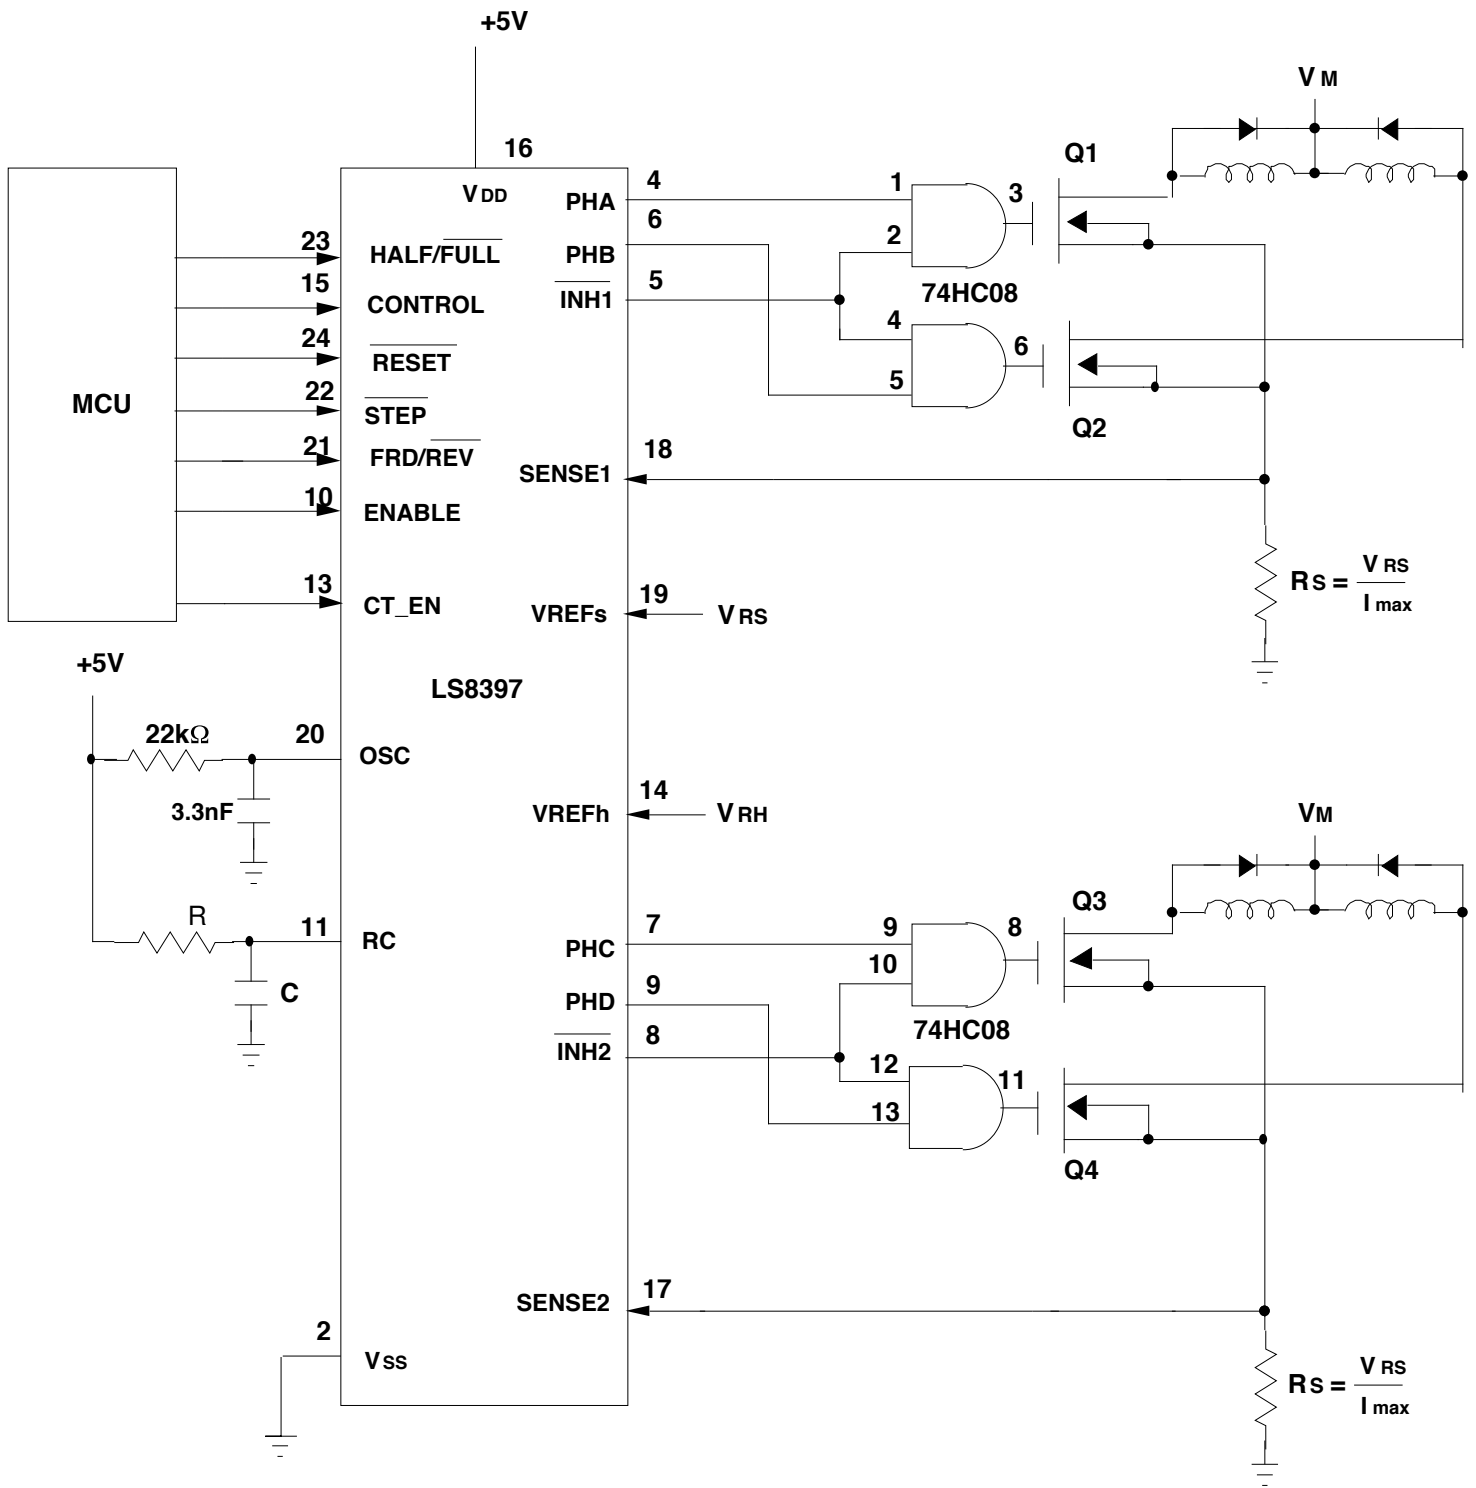 +5V
16
VDD
MCU
23
HALF/FULL
15
CONTROL
24
RESET
22
STEP
21
FRD/REV
10
ENABLE
13
CT_EN
LS8397
+5V
22kΩ
20
OSC
3.3nF
R
11
RC
C
2
VSS
PHA
4
PHB
6
INH1
5
SENSE1
18
VREFs
19
VRS
VREFh
14
VRH
PHC
7
PHD
9
INH2
8
SENSE2
17
1
2
3
74HC08
4
5
6
Q1
Q2
VM
RS = VRS
I max
9
10
8
74HC08
12
13
11
Q3
Q4
VM
RS = VRS
I max